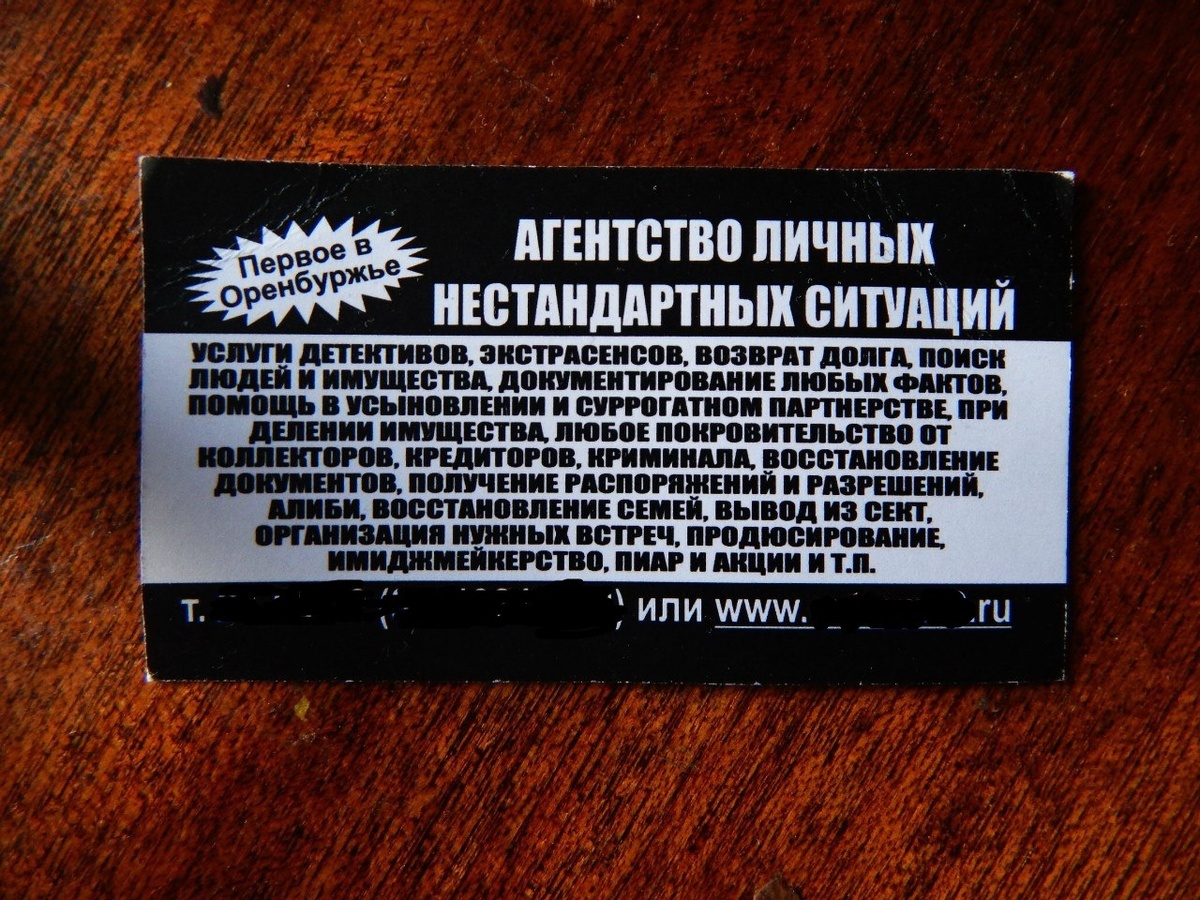 Первое в
Оренбуржье
АГЕНТСТВО ЛИЧНЫХ
НЕСТАНДАРТНЫХ СИТУАЦИЙ
УСЛУГИ ДЕТЕКТИВОВ, ЭКСТРАСЕНСОВ, ВОЗВРАТ ДОЛГА, ПОИСК
ЛЮДЕЙ И ИМУЩЕСТВА, ДОКУМЕНТИРОВАНИЕ ЛЮБЫХ ФАКТОВ,
ПОМОЩЬ В УСЫНОВЛЕНИИ И СУРРОГАТНОМ ПАРТНЕРСТВЕ, ПРИ
ДЕЛЕНИИ ИМУЩЕСТВА, ЛЮБОЕ ПОКРОВИТЕЛЬСТВО ОТ
КОЛЛЕКТОРОВ, КРЕДИТОРОВ, КРИМИНАЛА, ВОССТАНОВЛЕНИЕ
ДОКУМЕНТОВ, ПОЛУЧЕНИЕ РАСПОРЯЖЕНИЙ И РАЗРЕШЕНИЙ,
АЛИБИ, ВОССТАНОВЛЕНИЕ СЕМЕЙ, ВЫВОД ИЗ СЕКТ,
ОРГАНИЗАЦИЯ НУЖНЫХ ВСТРЕЧ, ПРОДЮСИРОВАНИЕ,
ИМИДЖМЕЙКЕРСТВО, ПИАР И АКЦИИ И Т.П.
т. ( ) или www. .ru